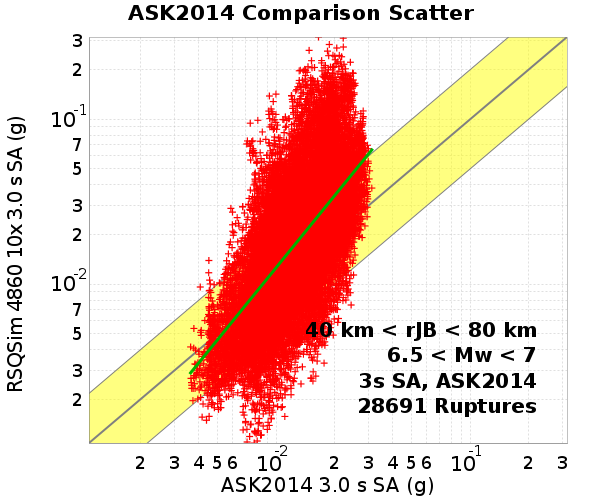 ASK2014 Comparison Scatter
RSQSim 4860 10x 3.0 s SA (g)
3
2
10-1
7
5
3
2
10-2
7
5
3
2
40 km < rJB < 80 km
6.5 < Mw < 7
3s SA, ASK2014
28691 Ruptures
2 3 4 5 6 10-2 2 3 4 5 6 10-1 2 3
ASK2014 3.0 s SA (g)